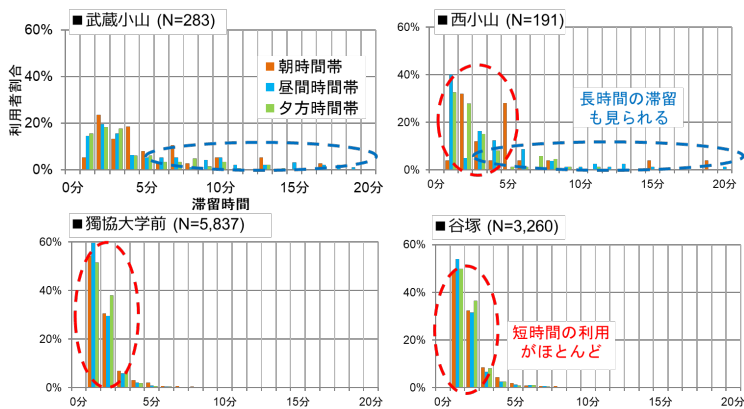 ■武蔵小山 (N=283)
60%
40%
20%
0%
利用者割合
朝時間帯
昼間時間帯
夕方時間帯
0分 5分 10分 15分 20分
滞留時間
■西小山 (N=191)
60%
40%
20%
0%
長時間の滞留
も見られる
0分 5分 10分 15分 20分
■獨協大学前 (N=5,837)
60%
40%
20%
0%
0分 5分 10分 15分 20分
■谷塚 (N=3,260)
60%
40%
20%
0%
短時間の利用
がほとんど
0分 5分 10分 15分 20分